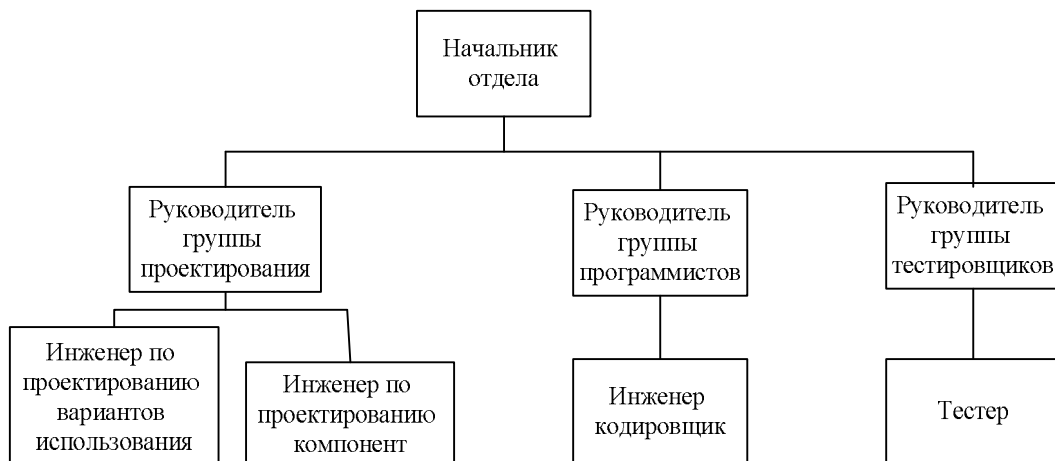 Начальник
отдела
Руководитель
группы
проектирования
Руководитель
группы
программистов
Руководитель
группы
тестировщиков
Инженер по
проектированию
вариантов
использования
Инженер по
проектированию
компонент
Инженер
кодировщик
Тестер